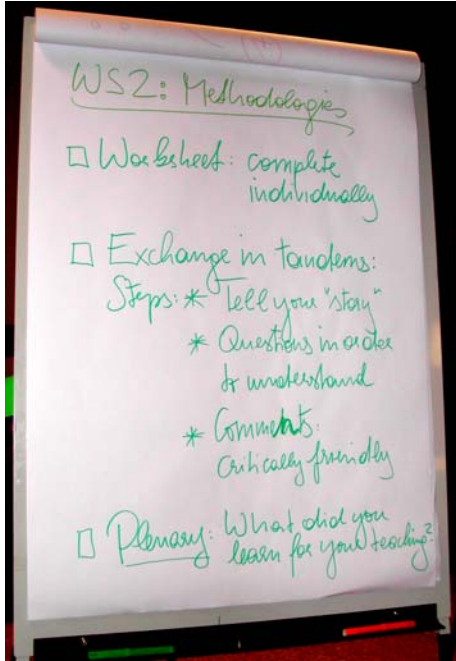 WS2: Methodologies
□ Worksheet: complete
individually
□ Exchange in tandems:
Steps: * Tell your "story"
* Questions in order
to understand
* Comments:
critically friendly
□ Plenary: What did you
learn for your teaching?